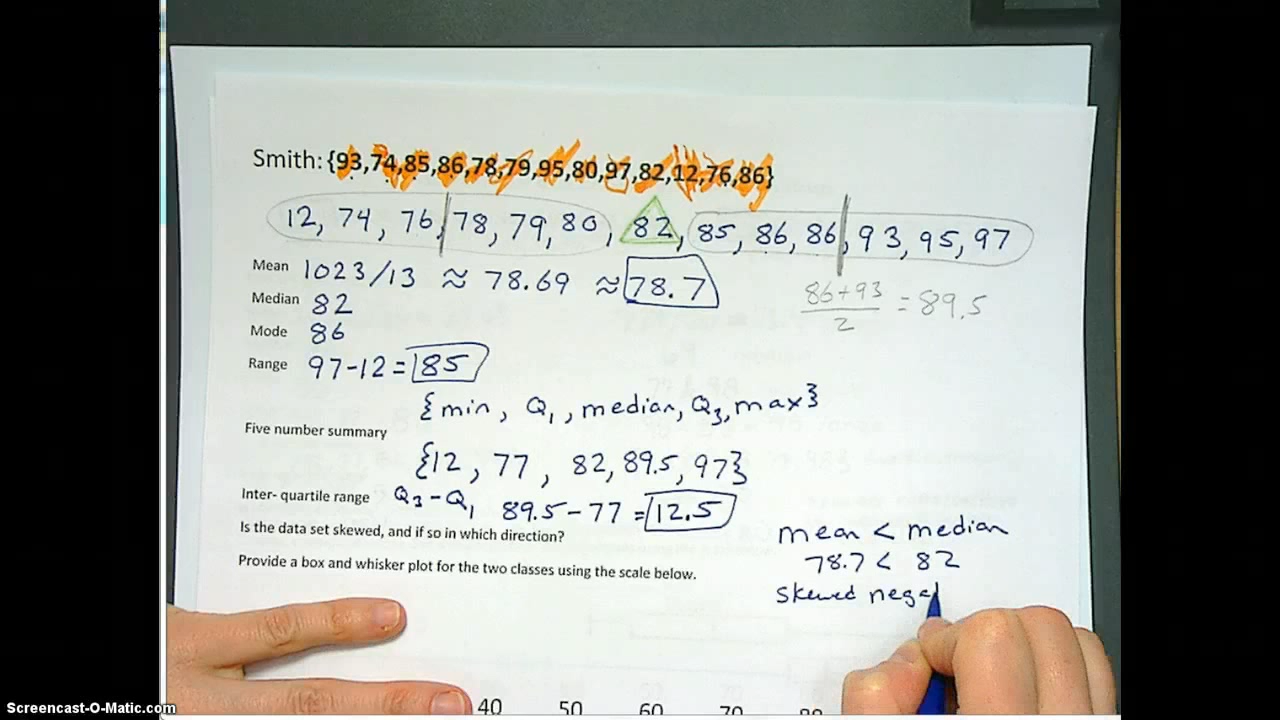 Smith: {93,74,85,86,78,79,95,80,97,82,12,76,86}
12, 74, 76, 78, 79, 80, 82, 85, 86, 86, 93, 95, 97
Mean 1023/13 ≈ 78.69 ≈ 78.7
86+93
2
= 89.5
Median 82
Mode 86
Range 97-12 = 85
{min, Q1, median, Q3, max}
Five number summary
{12, 77, 82, 89.5, 97}
Inter- quartile range Q3-Q1 89.5-77 = 12.5
Is the data set skewed, and if so in which direction?
mean < median
78.7 < 82
Provide a box and whisker plot for the two classes using the scale below.
skewed nega
40 50 60 70
Screencast-O-Matic.com